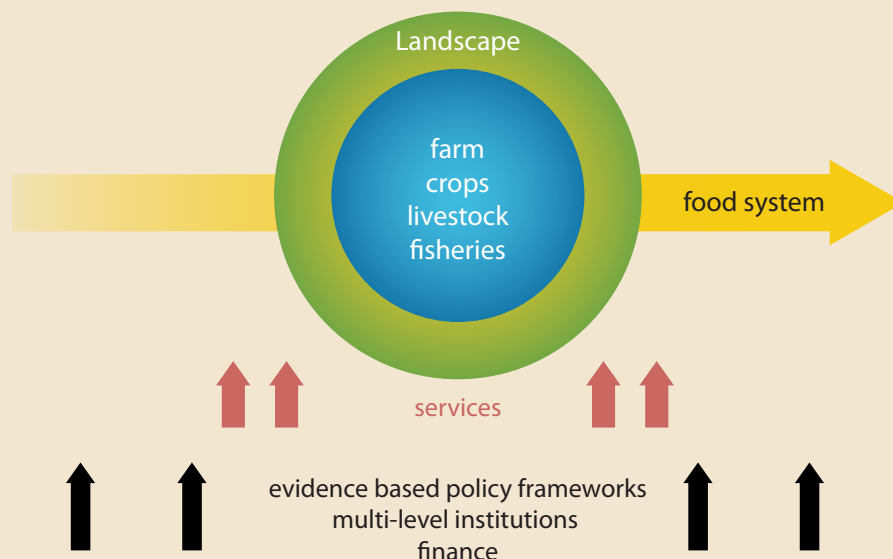 Landscape
farm
crops
livestock
fisheries
food system
services
evidence based policy frameworks
multi-level institutions
finance